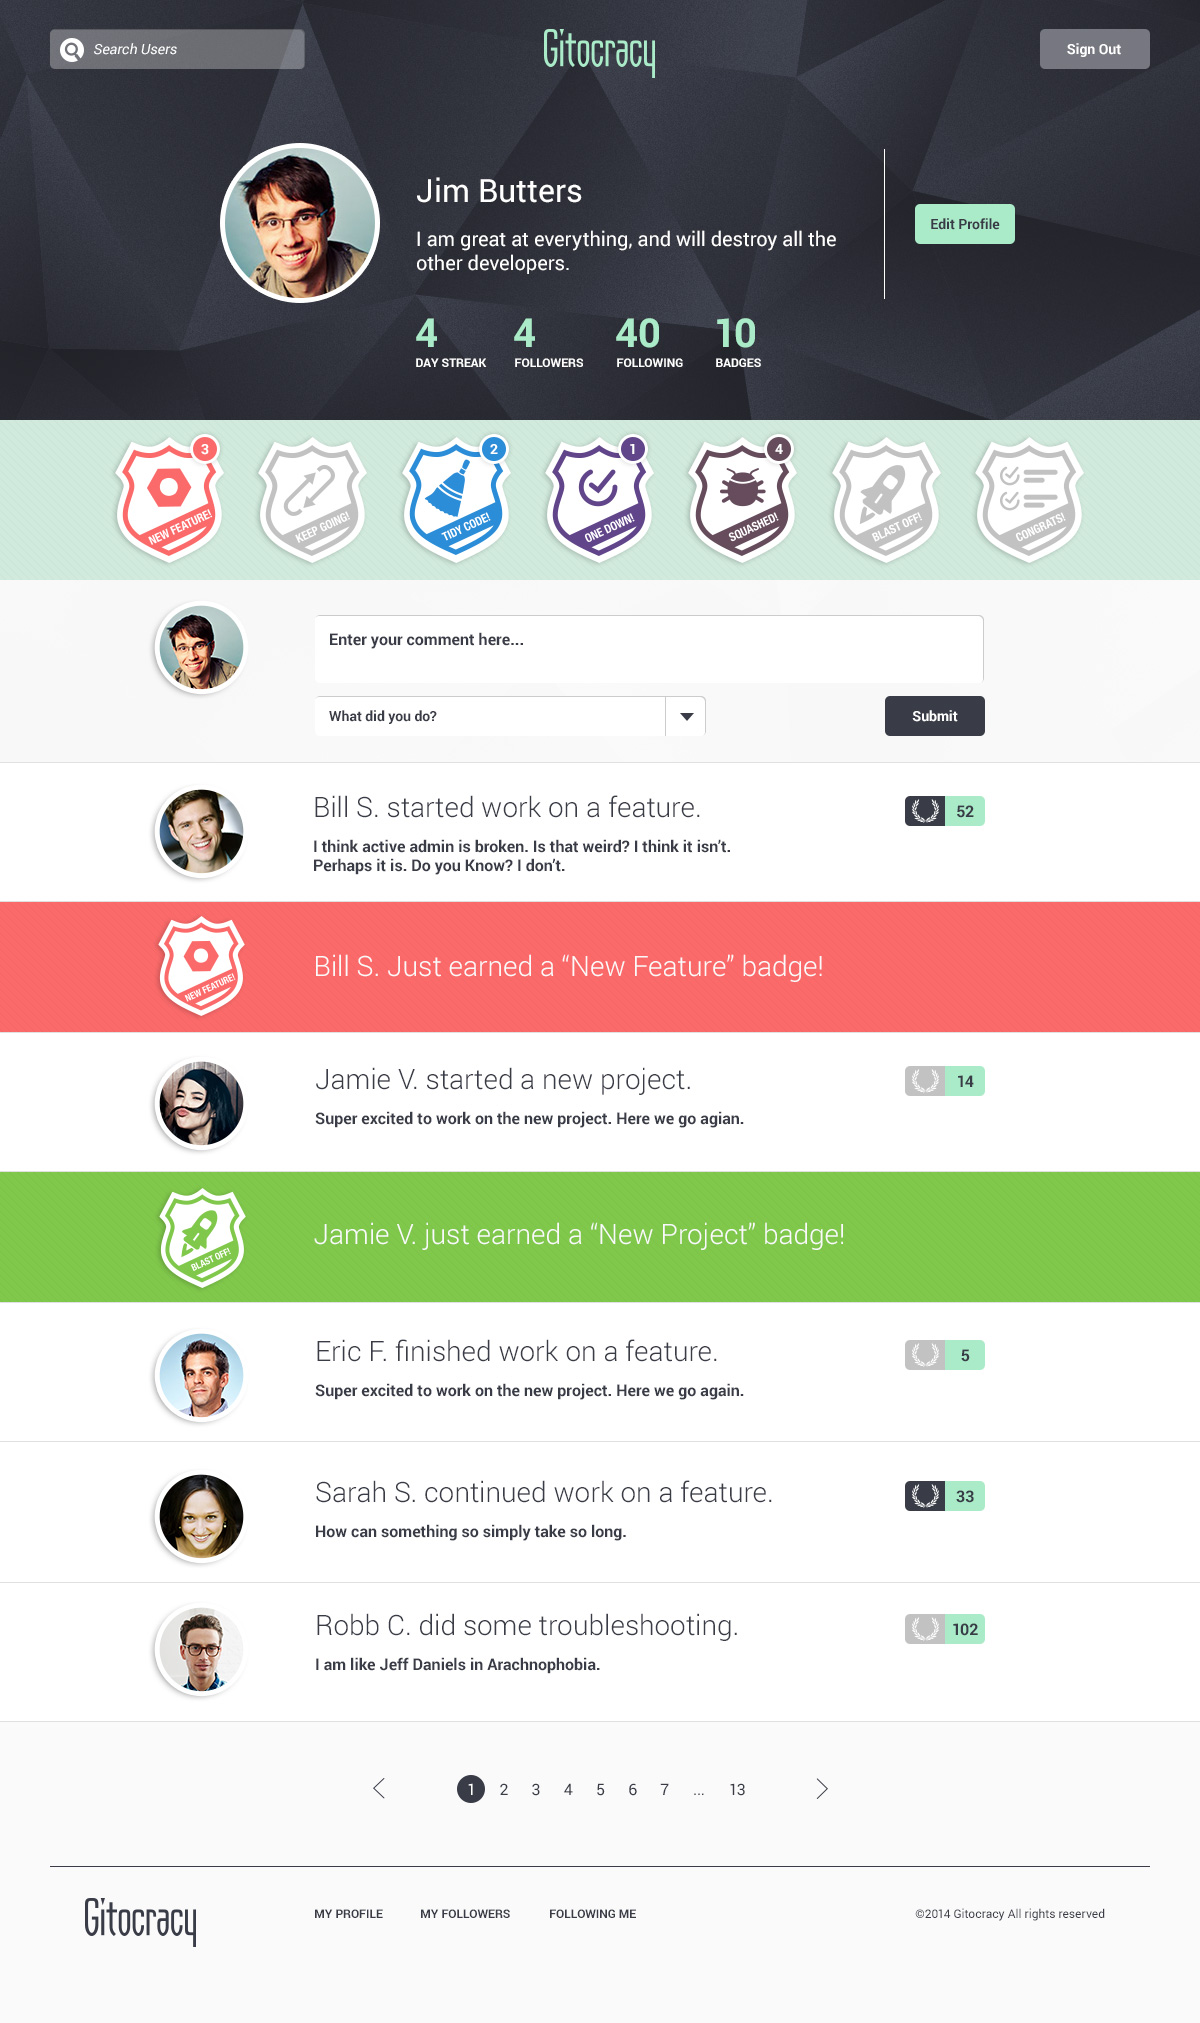 Search Users
Gitocracy
Sign Out
Jim Butters
I am great at everything, and will destroy all the
other developers.
Edit Profile
4 4 40 10
DAY STREAK FOLLOWERS FOLLOWING BADGES
3 2 1 4
NEW FEATURE! KEEP GOING! TIDY CODE! ONE DOWN! SQUASHED! BLAST OFF! CONGRATS!
Enter your comment here...
What did you do?
Submit
Bill S. started work on a feature.
52
I think active admin is broken. Is that weird? I think it isn't.
Perhaps it is. Do you Know? I don't.
NEW FEATURE!
Bill S. Just earned a “New Feature” badge!
Jamie V. started a new project.
14
Super excited to work on the new project. Here we go agian.
BLAST OFF!
Jamie V. just earned a “New Project” badge!
Eric F. finished work on a feature.
5
Super excited to work on the new project. Here we go again.
Sarah S. continued work on a feature.
33
How can something so simply take so long.
Robb C. did some troubleshooting.
102
I am like Jeff Daniels in Arachnophobia.
1 2 3 4 5 6 7 ... 13
Gitocracy
MY PROFILE MY FOLLOWERS FOLLOWING ME
©2014 Gitocracy All rights reserved